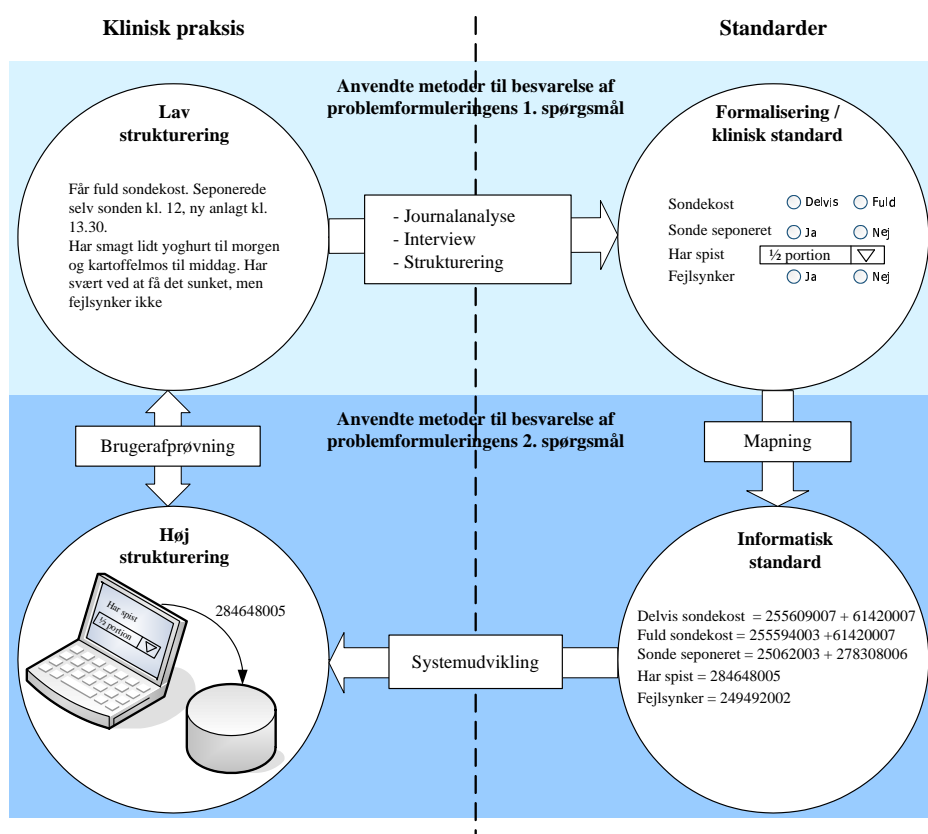 Klinisk praksis
Standarder
Anvendte metoder til besvarelse af
problemformuleringens 1. spørgsmål
Lav
strukturering
Får fuld sondekost. Seponerede
selv sonden kl. 12, ny anlagt kl.
13.30.
Har smagt lidt yoghurt til morgen
og kartoffelmos til middag. Har
svært ved at få det sunket, men
fejlsynker ikke
- Journalanalyse
- Interview
- Strukturering
Formalisering /
klinisk standard
Sondekost Delvis Fuld
Sonde seponeret Ja Nej
Har spist ½ portion
Fejlsynker Ja Nej
Anvendte metoder til besvarelse af
problemformuleringens 2. spørgsmål
Brugerafprøvning
Mapning
Høj
strukturering
Har spist
½ portion
284648005
Systemudvikling
Informatisk
standard
Delvis sondekost = 255609007 + 61420007
Fuld sondekost = 255594003 +61420007
Sonde seponeret = 25062003 + 278308006
Har spist = 284648005
Fejlsynker = 249492002